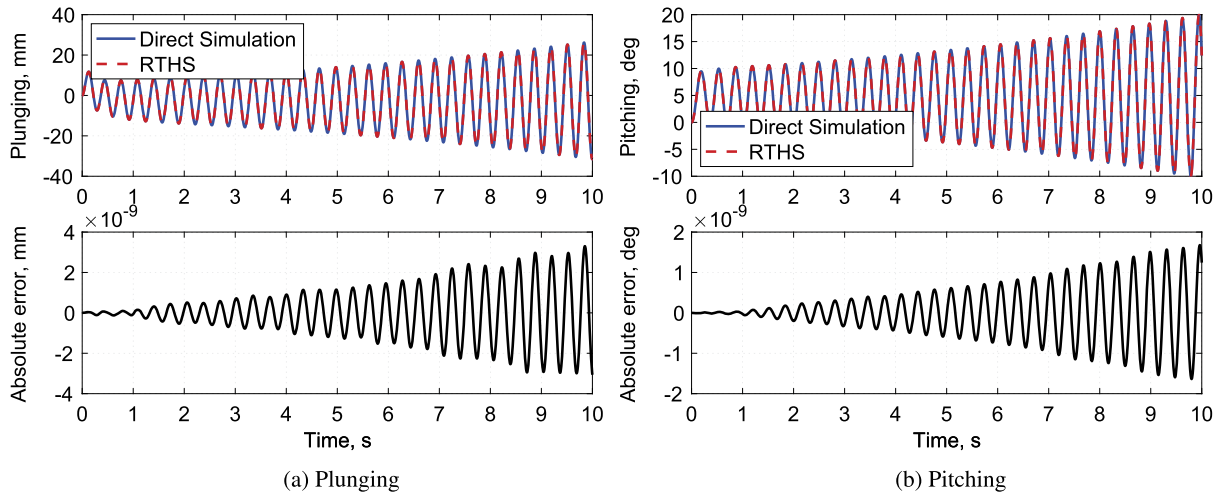 Plunging, mm
40
20
0
-20
-40
Direct Simulation
RTHS
0 1 2 3 4 5 6 7 8 9 10
Absolute error, mm
×10-9
4
2
0
-2
-4
0 1 2 3 4 5 6 7 8 9 10
Time, s
(a) Plunging
Pitching, deg
20
15
10
5
0
-5
-10
Direct Simulation
RTHS
0 1 2 3 4 5 6 7 8 9 10
Absolute error, deg
×10-9
2
1
0
-1
-2
0 1 2 3 4 5 6 7 8 9 10
Time, s
(b) Pitching